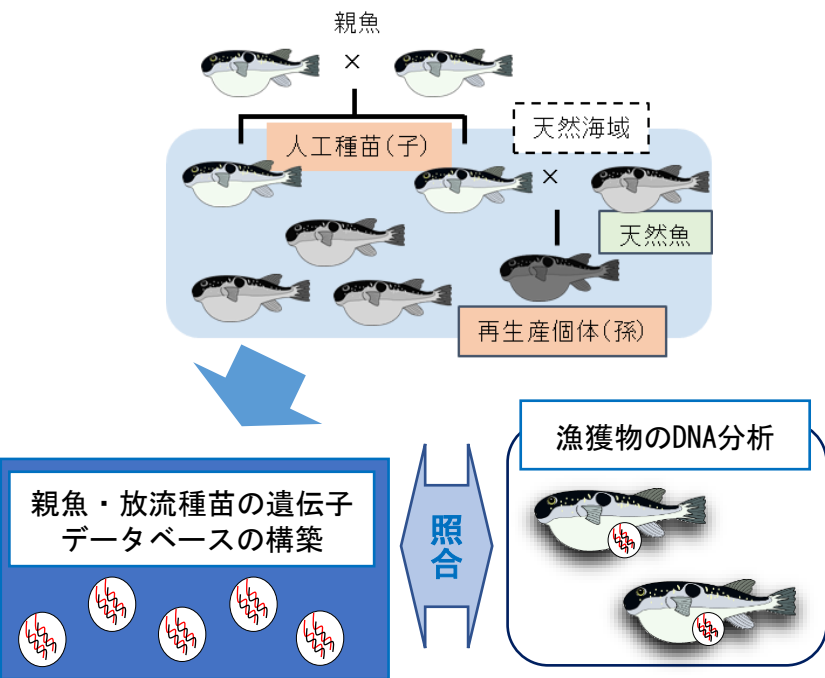 親魚
×
人工種苗(子)
天然海域
×
天然魚
再生産個体(孫)
漁獲物のDNA分析
親魚・放流種苗の遺伝子
データベースの構築
照
合